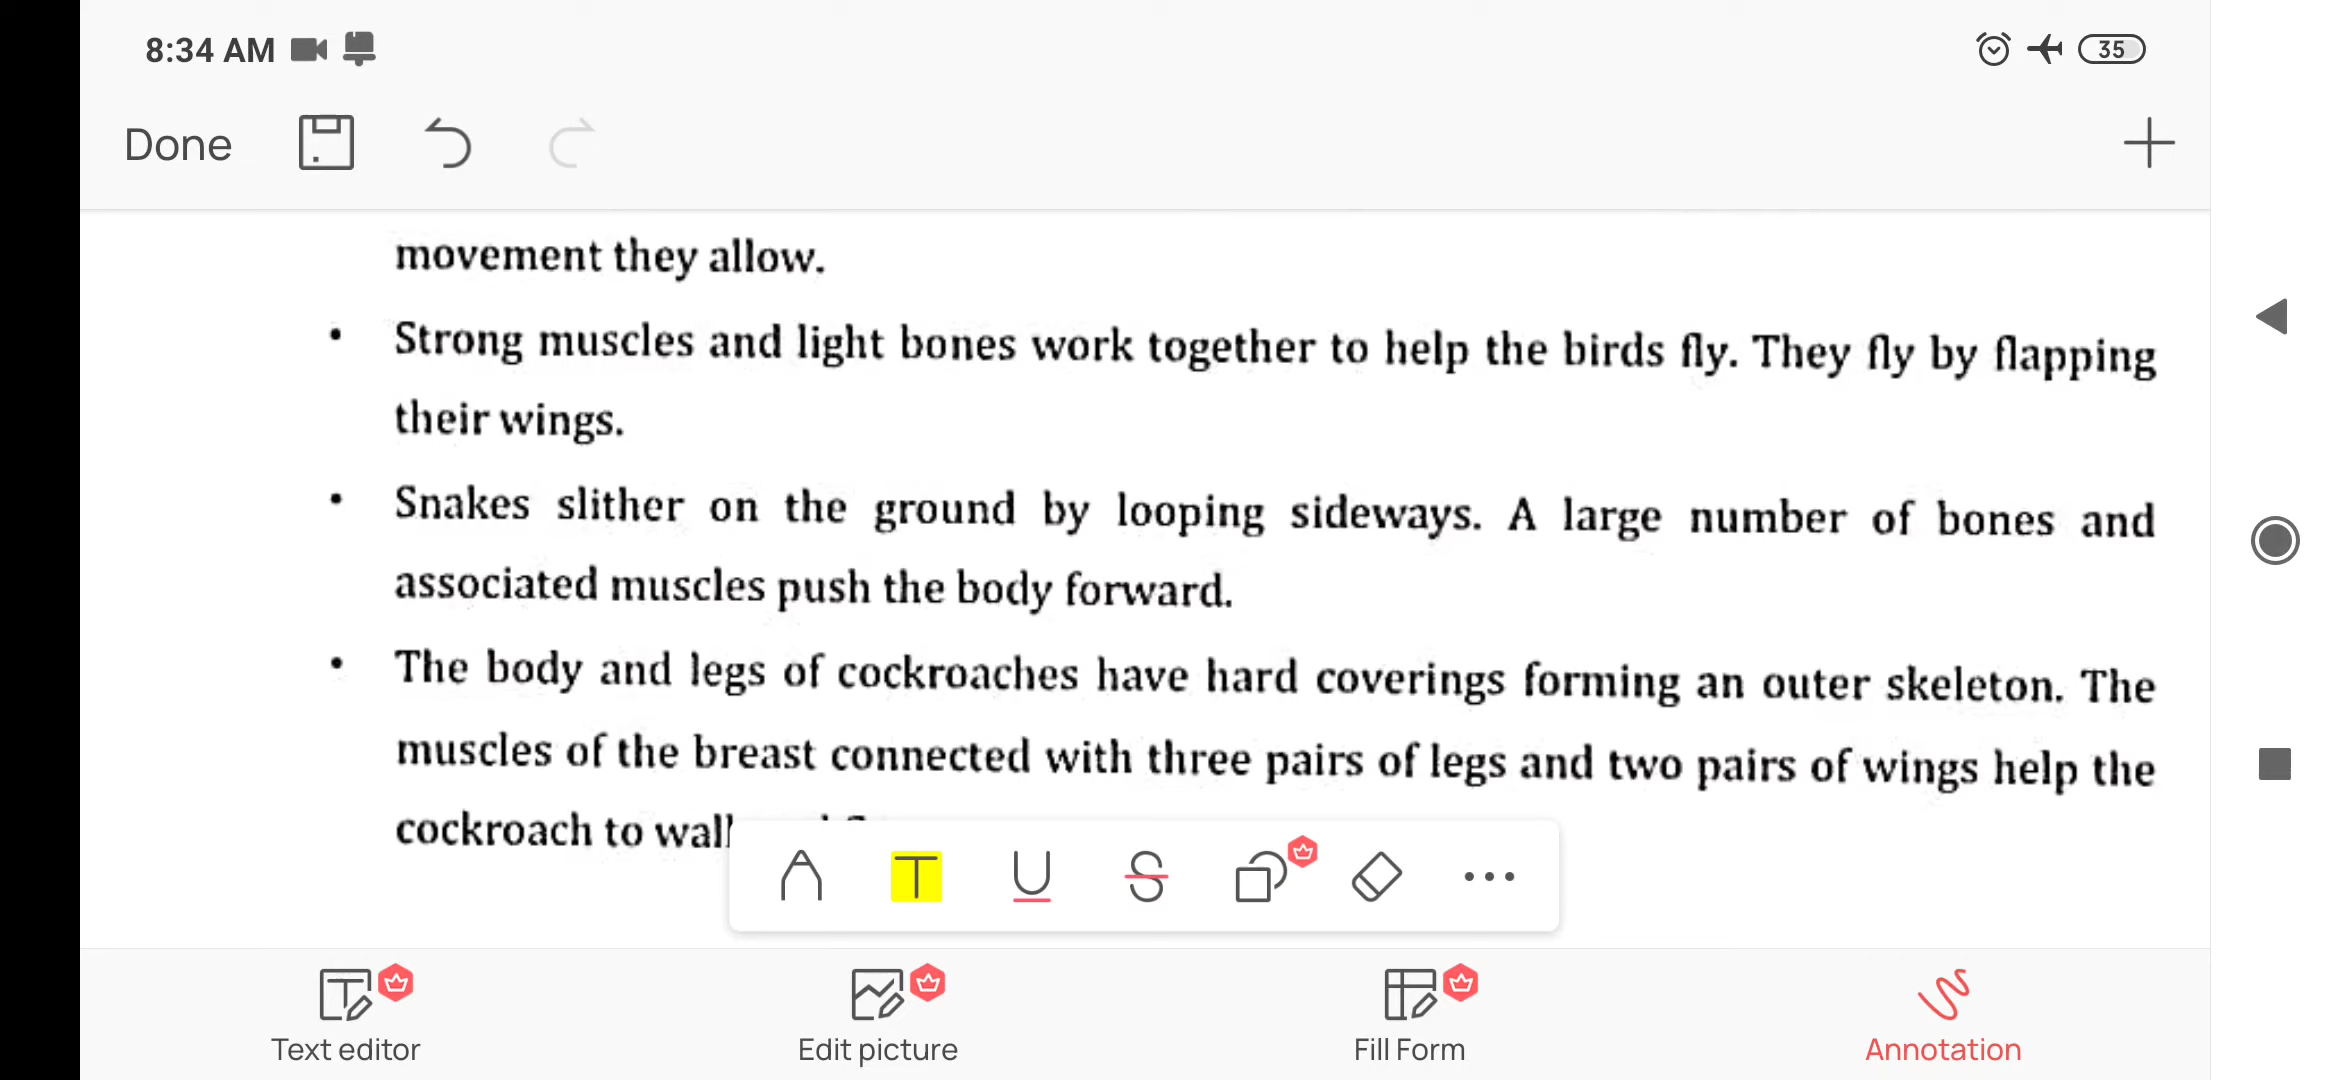 8:34 AM
35
Done
movement they allow.
• Strong muscles and light bones work together to help the birds fly. They fly by flapping
their wings.
• Snakes slither on the ground by looping sideways. A large number of bones and
associated muscles push the body forward.
• The body and legs of cockroaches have hard coverings forming an outer skeleton. The
muscles of the breast connected with three pairs of legs and two pairs of wings help the
cockroach to
T U S
Text editor
Edit picture
Fill Form
Annotation